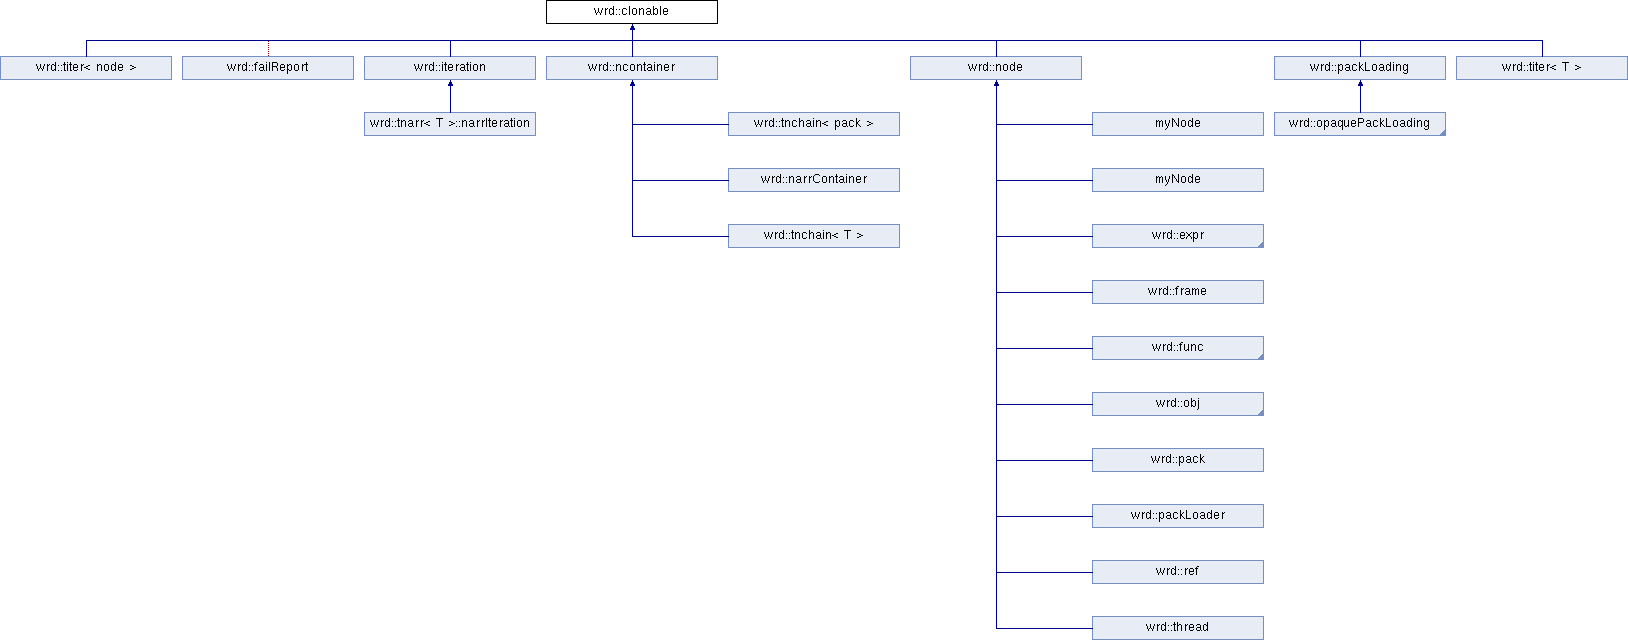 wrd::clonable
wrd::titer< node >
wrd::failReport
wrd::iteration
wrd::ncontainer
wrd::node
wrd::packLoading
wrd::titer< T >
wrd::tnarr< T >::narrIteration
wrd::tnchain< pack >
myNode
wrd::opaquePackLoading
wrd::narrContainer
myNode
wrd::tnchain< T >
wrd::expr
wrd::frame
wrd::func
wrd::obj
wrd::pack
wrd::packLoader
wrd::ref
wrd::thread